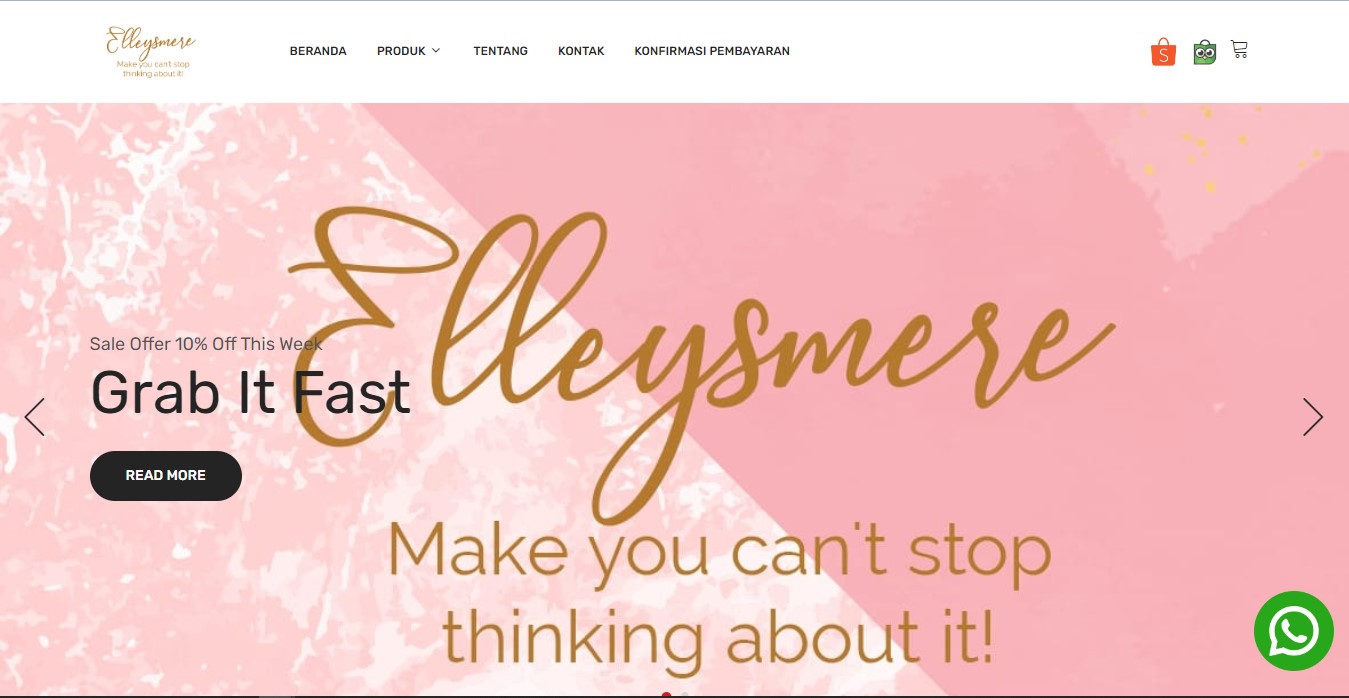 Elleysmere
Make you can't stop
thinking about it!
BERANDA PRODUK TENTANG KONTAK KONFIRMASI PEMBAYARAN
S
Elleysmere
Sale Offer 10% Off This Week
Grab It Fast
READ MORE
Make you can't stop
thinking about it!